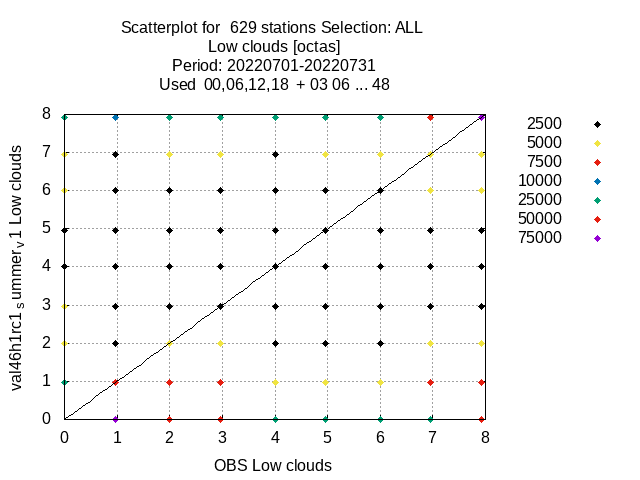 Scatterplot for  629 stations Selection: ALL
Low clouds [octas]
Period: 20220701-20220731
Used  00,06,12,18  + 03 06 ... 48
val46h1rc1 summerv1 Low clouds
8
7
6
5
4
3
2
1
0
0 1 2 3 4 5 6 7 8
OBS Low clouds
2500
5000
7500
10000
25000
50000
75000